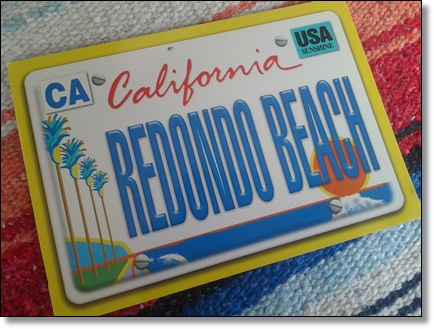 CA
California
USA
SUNSHINE
REDONDO BEACH